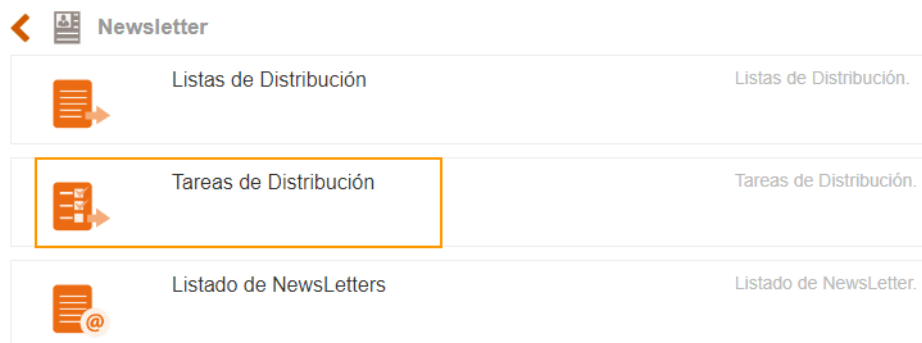 Newsletter
Listas de Distribución
Listas de Distribución.
Tareas de Distribución
Tareas de Distribución.
Listado de NewsLetters
Listado de NewsLetter.
@